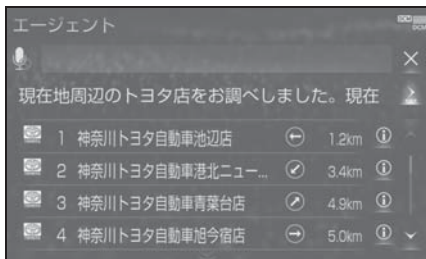 エージェント
DCM
現在地周辺のトヨタ店をお調べしました。現在
1 神奈川トヨタ自動車池辺店 1.2km
2 神奈川トヨタ自動車港北ニュー... 3.4km
3 神奈川トヨタ自動車青葉台店 4.9km
4 神奈川トヨタ自動車旭今宿店 5.0km